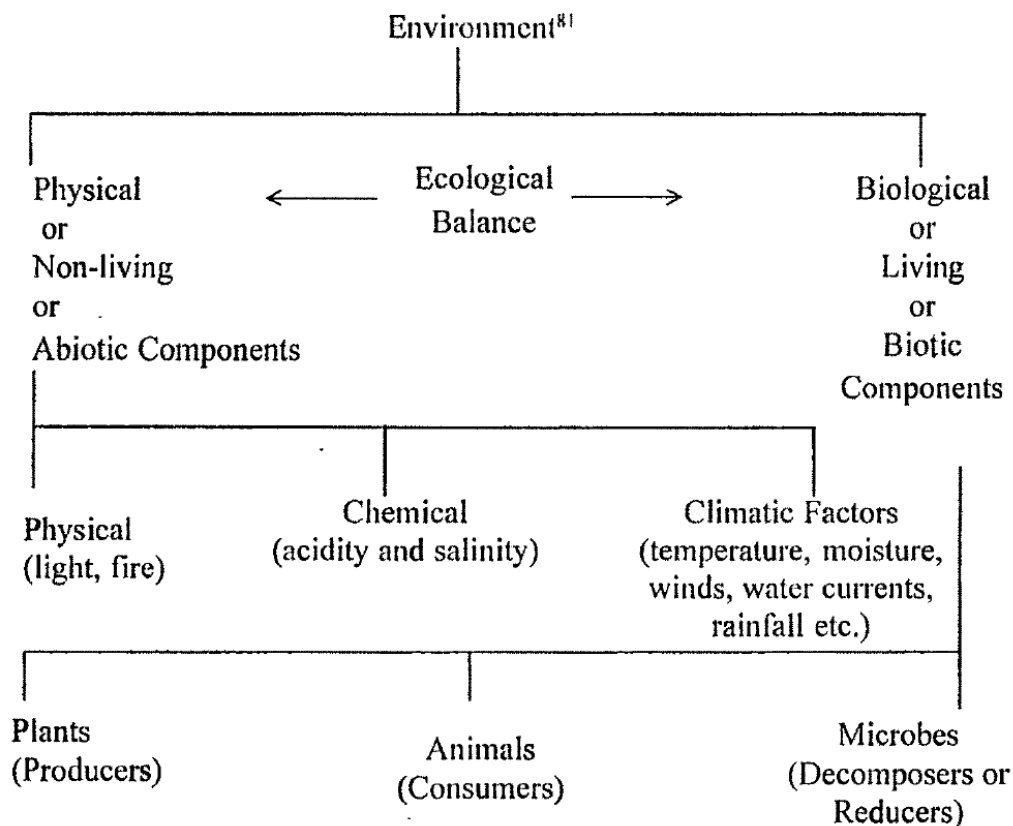 Environment⁸¹
Physical
or
Non-living
or
Abiotic Components
Ecological
Balance
Biological
or
Living
or
Biotic
Components
Physical
(light, fire)
Chemical
(acidity and salinity)
Climatic Factors
(temperature, moisture,
winds, water currents,
rainfall etc.)
Plants
(Producers)
Animals
(Consumers)
Microbes
(Decomposers or
Reducers)